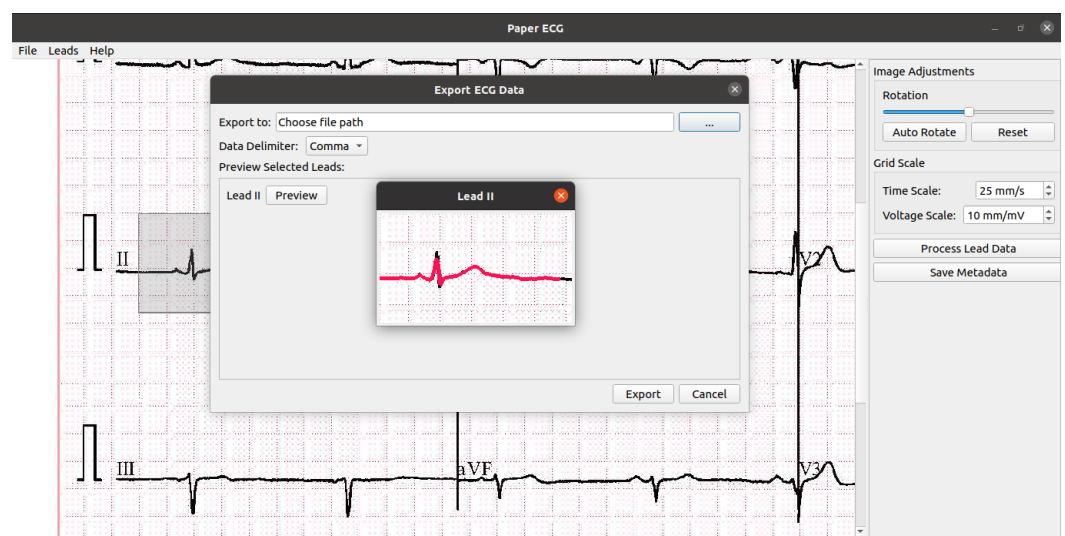 Paper ECG
File Leads Help
Image Adjustments
Rotation
Auto Rotate Reset
Grid Scale
Time Scale: 25 mm/s
Voltage Scale: 10 mm/mV
Process Lead Data
Save Metadata
Export ECG Data
Export to: Choose file path ...
Data Delimiter: Comma
Preview Selected Leads:
Lead II Preview
Lead II
Export Cancel
II
V2
III
aVF
V3